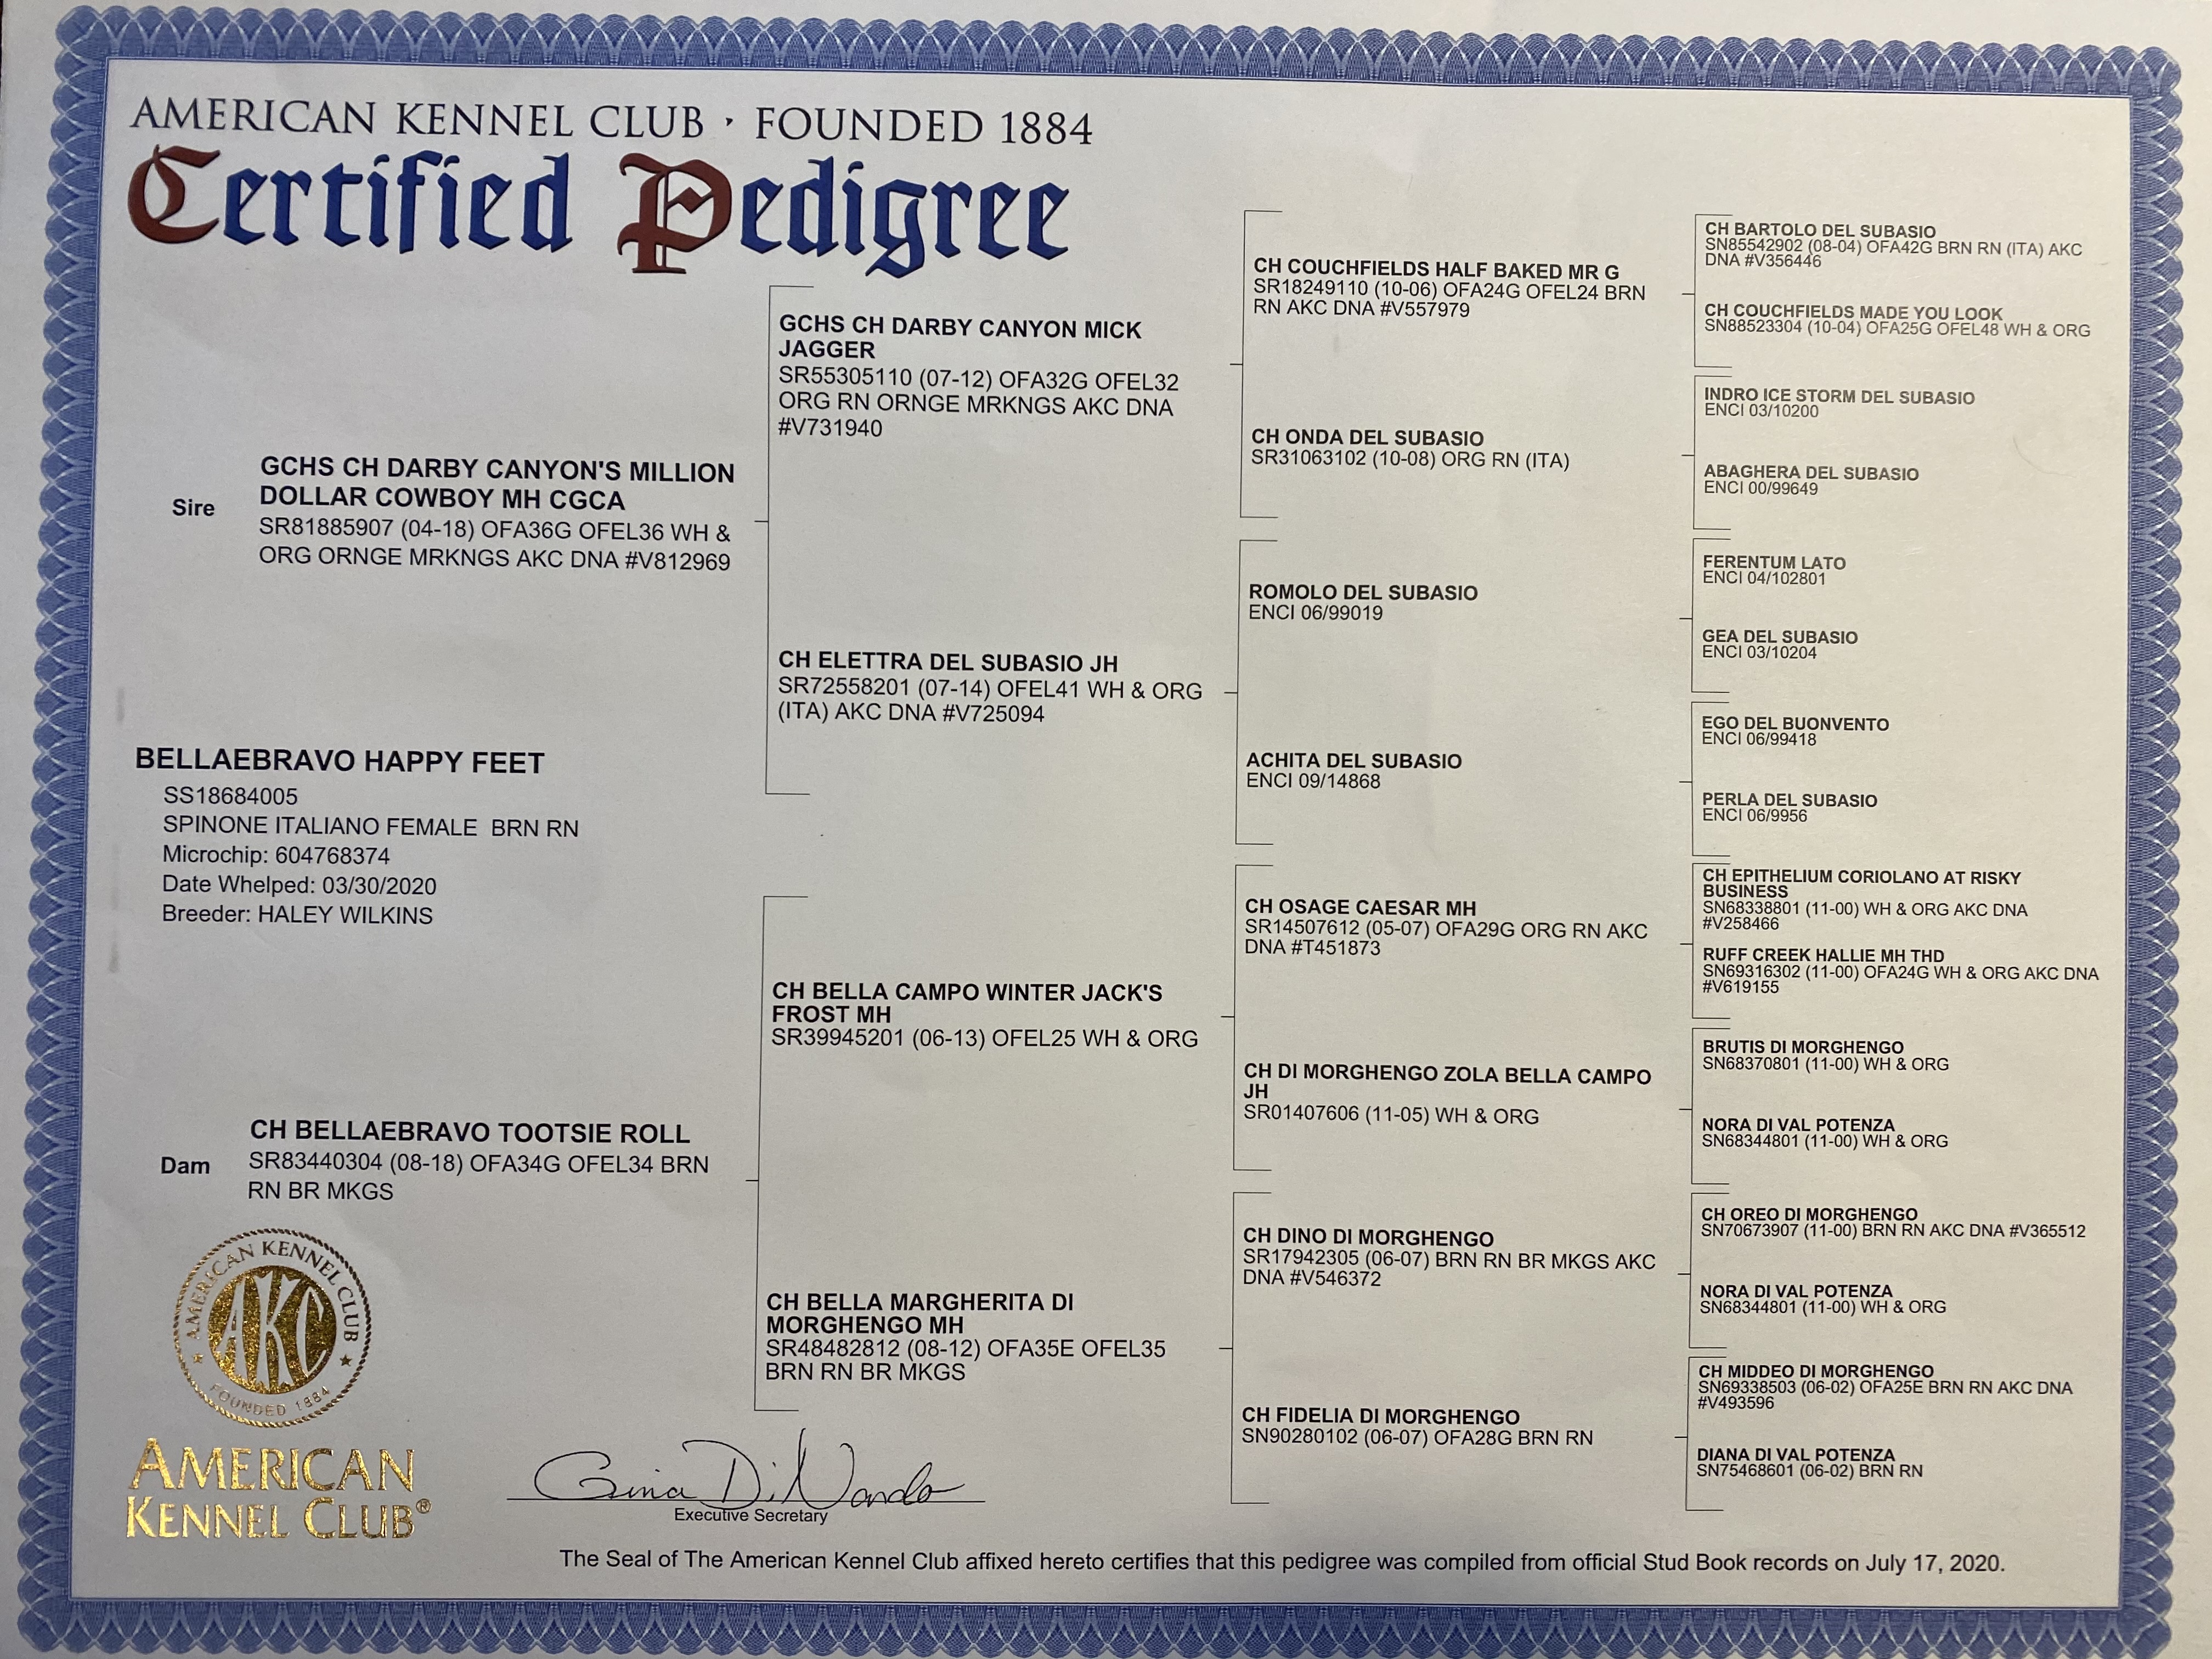 AMERICAN KENNEL CLUB · FOUNDED 1884
Certified Pedigree
Sire
GCHS CH DARBY CANYON'S MILLION
DOLLAR COWBOY MH CGCA
SR81885907 (04-18) OFA36G OFEL36 WH &
ORG ORNGE MRKNGS AKC DNA #V812969
BELLAEBRAVO HAPPY FEET
SS18684005
SPINONE ITALIANO FEMALE BRN RN
Microchip: 604768374
Date Whelped: 03/30/2020
Breeder: HALEY WILKINS
Dam
CH BELLAEBRAVO TOOTSIE ROLL
SR83440304 (08-18) OFA34G OFEL34 BRN
RN BR MKGS
GCHS CH DARBY CANYON MICK
JAGGER
SR55305110 (07-12) OFA32G OFEL32
ORG RN ORNGE MRKNGS AKC DNA
#V731940
CH ELETTRA DEL SUBASIO JH
SR72558201 (07-14) OFEL41 WH & ORG
(ITA) AKC DNA #V725094
CH BELLA CAMPO WINTER JACK'S
FROST MH
SR39945201 (06-13) OFEL25 WH & ORG
CH BELLA MARGHERITA DI
MORGHENGO MH
SR48482812 (08-12) OFA35E OFEL35
BRN RN BR MKGS
CH COUCHFIELDS HALF BAKED MR G
SR18249110 (10-06) OFA24G OFEL24 BRN
RN AKC DNA #V557979
CH ONDA DEL SUBASIO
SR31063102 (10-08) ORG RN (ITA)
ROMOLO DEL SUBASIO
ENCI 06/99019
ACHITA DEL SUBASIO
ENCI 09/14868
CH OSAGE CAESAR MH
SR14507612 (05-07) OFA29G ORG RN AKC
DNA #T451873
CH DI MORGHENGO ZOLA BELLA CAMPO
JH
SR01407606 (11-05) WH & ORG
CH DINO DI MORGHENGO
SR17942305 (06-07) BRN RN BR MKGS AKC
DNA #V546372
CH FIDELIA DI MORGHENGO
SN90280102 (06-07) OFA28G BRN RN
CH BARTOLO DEL SUBASIO
SN85542902 (08-04) OFA42G BRN RN (ITA) AKC
DNA #V356446
CH COUCHFIELDS MADE YOU LOOK
SN88523304 (10-04) OFA25G OFEL48 WH & ORG
INDRO ICE STORM DEL SUBASIO
ENCI 03/10200
ABAGHERA DEL SUBASIO
ENCI 00/99649
FERENTUM LATO
ENCI 04/102801
GEA DEL SUBASIO
ENCI 03/10204
EGO DEL BUONVENTO
ENCI 06/99418
PERLA DEL SUBASIO
ENCI 06/9956
CH EPITHELIUM CORIOLANO AT RISKY
BUSINESS
SN68338801 (11-00) WH & ORG AKC DNA
#V258466
RUFF CREEK HALLIE MH THD
SN69316302 (11-00) OFA24G WH & ORG AKC DNA
#V619155
BRUTIS DI MORGHENGO
SN68370801 (11-00) WH & ORG
NORA DI VAL POTENZA
SN68344801 (11-00) WH & ORG
CH OREO DI MORGHENGO
SN70673907 (11-00) BRN RN AKC DNA #V365512
NORA DI VAL POTENZA
SN68344801 (11-00) WH & ORG
CH MIDDEO DI MORGHENGO
SN69338503 (06-02) OFA25E BRN RN AKC DNA
#V493596
DIANA DI VAL POTENZA
SN75468601 (06-02) BRN RN
AMERICAN KENNEL CLUB
AKC
FOUNDED 1884
AMERICAN
KENNEL CLUB®
Gina DiNardo
Executive Secretary
The Seal of The American Kennel Club affixed hereto certifies that this pedigree was compiled from official Stud Book records on July 17, 2020.